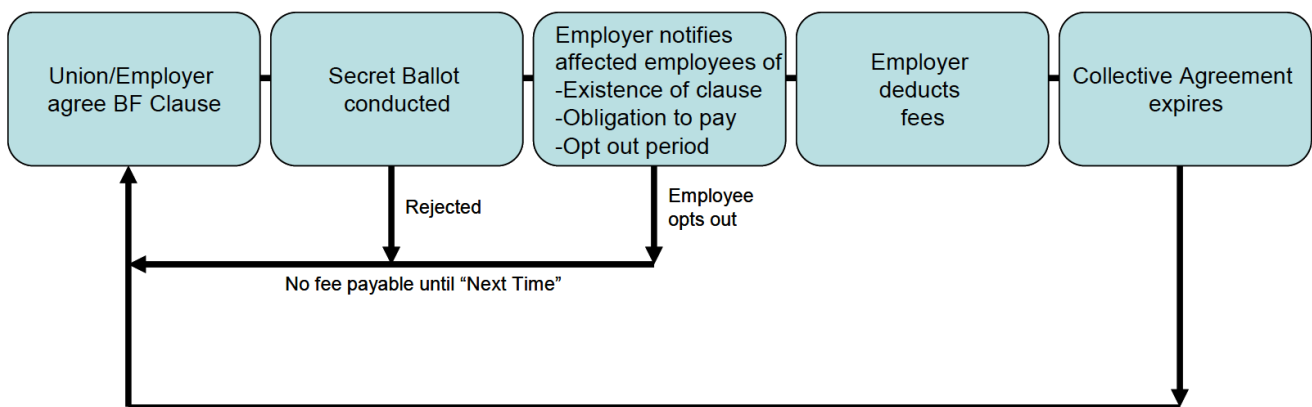 Union/Employer
agree BF Clause
Secret Ballot
conducted
Employer notifies
affected employees of
-Existence of clause
-Obligation to pay
-Opt out period
Employer
deducts
fees
Collective Agreement
expires
Rejected
Employee
opts out
No fee payable until “Next Time”